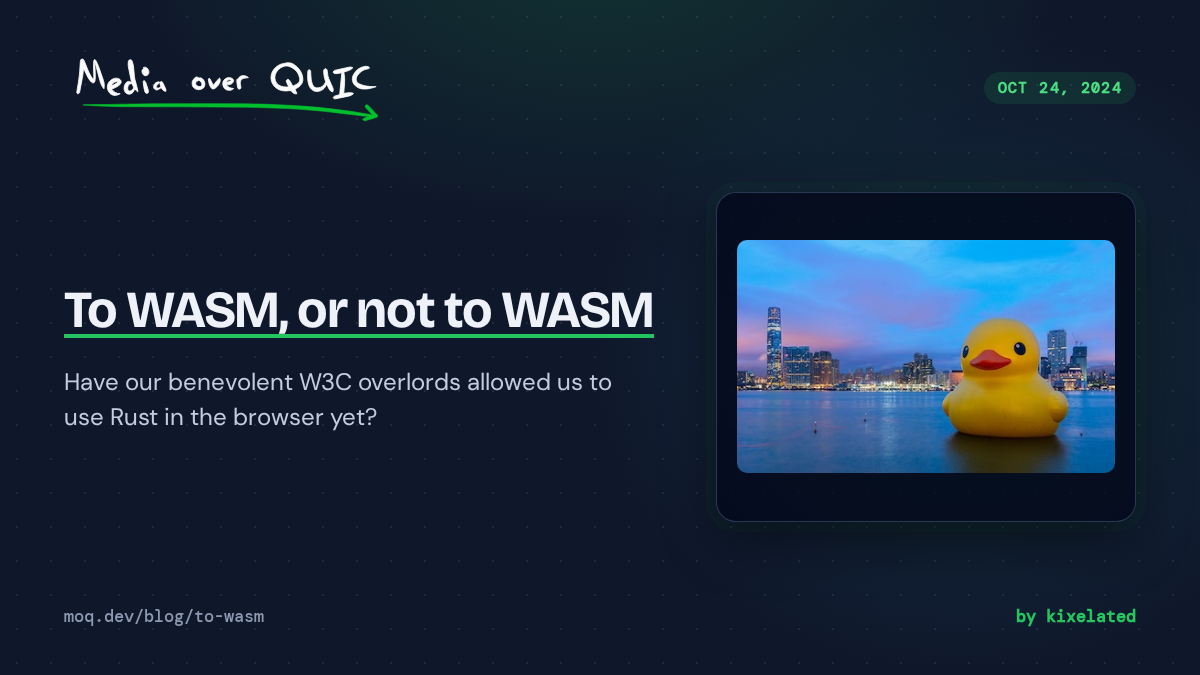 Media over QUIC
OCT 24, 2024
To WASM, or not to WASM
Have our benevolent W3C overlords allowed us to
use Rust in the browser yet?
moq.dev/blog/to-wasm
by kixelated